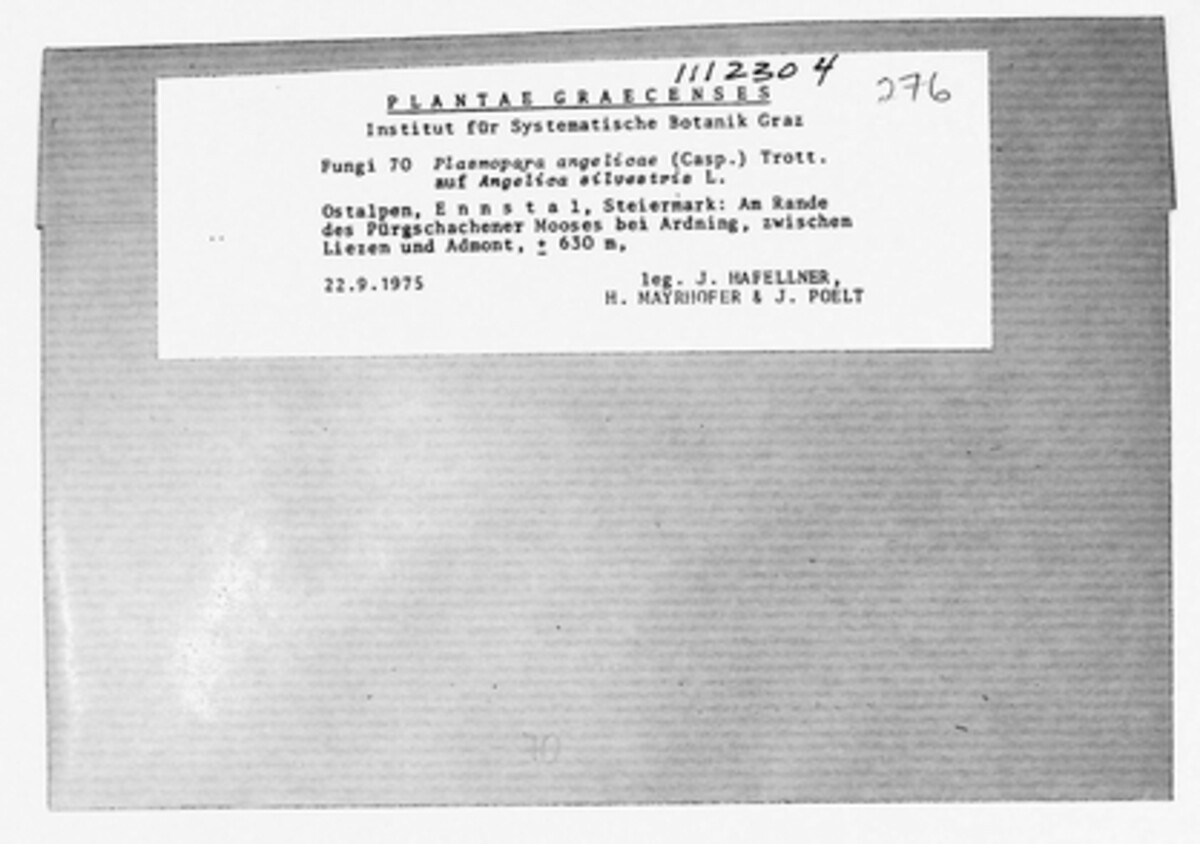 1112304
276
PLANTAE GRAECENSES
Institut für Systematische Botanik Graz
Fungi 70 Plasmopara angelicae (Casp.) Trott.
auf Angelica silvestris L.
Ostalpen, Ennstal, Steiermark: Am Rande
des Pürgschachener Mooses bei Ardning, zwischen
Liezen und Admont, ± 630 m,
22.9.1975
leg. J. HAFELLNER,
H. MAYRHOFER & J. POELT
70